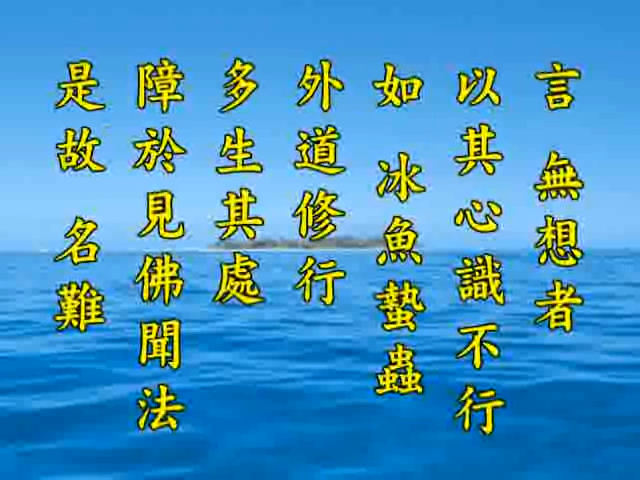 言 無想者
以其心識不行
如 冰魚蟄蟲
外道修行
多生其處
障於見佛聞法
是故 名難